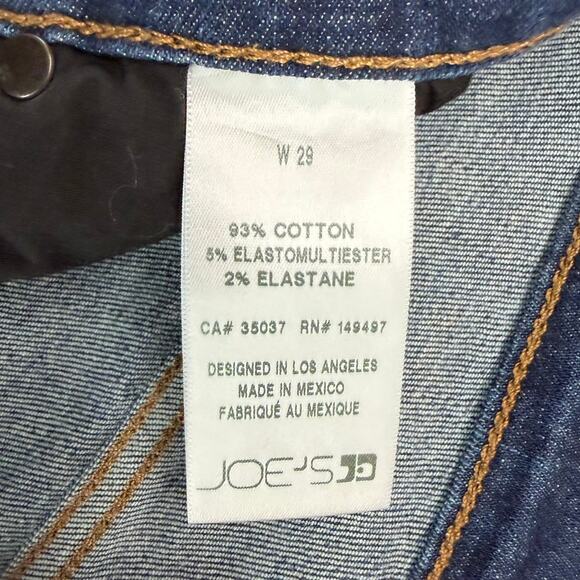 W 29
93% COTTON
5% ELASTOMULTIESTER
2% ELASTANE
CA# 35037 RN# 149497
DESIGNED IN LOS ANGELES
MADE IN MEXICO
FABRIQUÉ AU MEXIQUE
JOE'S